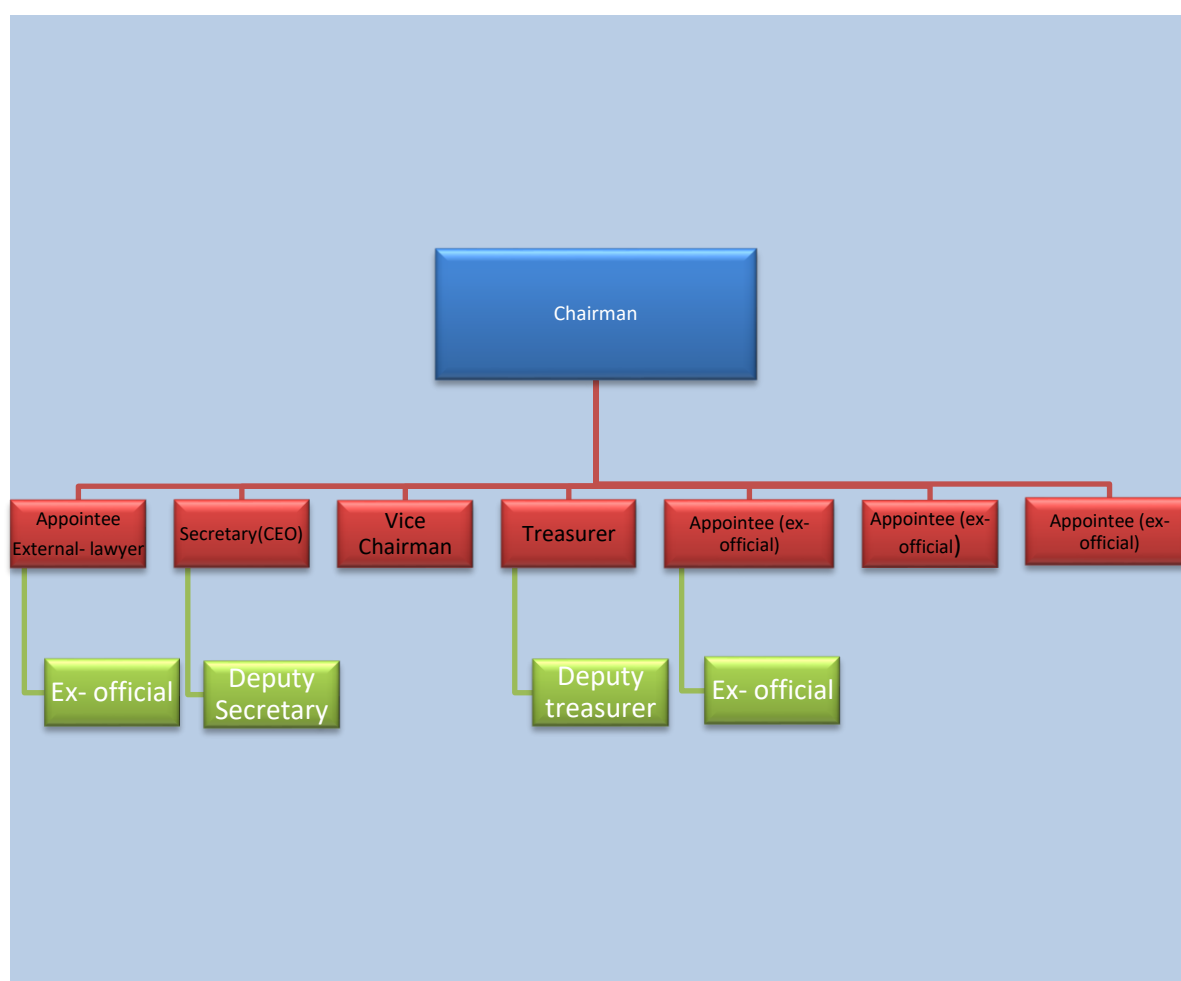 Chairman
Appointee
External- lawyer
Secretary(CEO)
Vice
Chairman
Treasurer
Appointee (ex-
official)
Appointee (ex-
official)
Appointee (ex-
official)
Ex- official
Deputy
Secretary
Deputy
treasurer
Ex- official